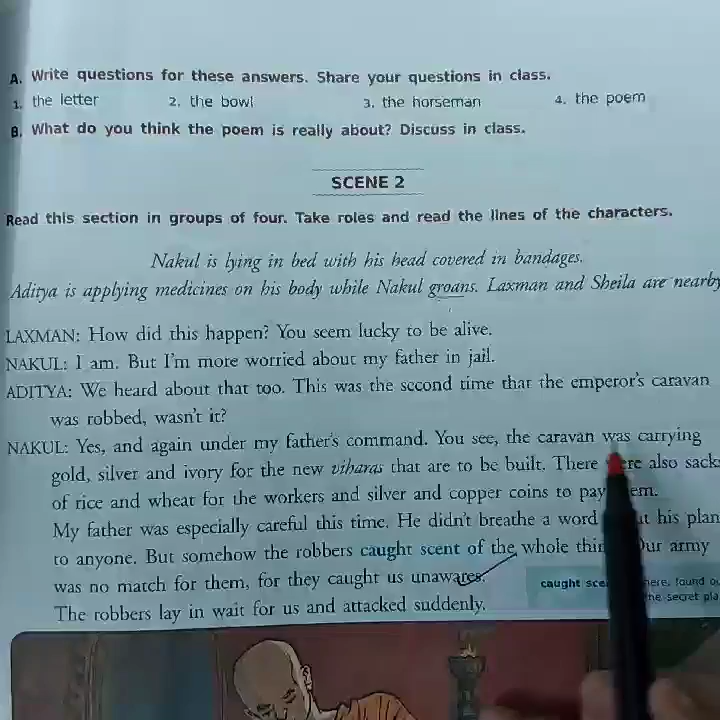 A. Write questions for these answers. Share your questions in class.
1. the letter 2. the bowl 3. the horseman 4. the poem
B. What do you think the poem is really about? Discuss in class.
SCENE 2
Read this section in groups of four. Take roles and read the lines of the characters.
Nakul is lying in bed with his head covered in bandages.
Aditya is applying medicines on his body while Nakul groans. Laxman and Sheila are nearby
LAXMAN: How did this happen? You seem lucky to be alive.
NAKUL: I am. But I'm more worried about my father in jail.
ADITYA: We heard about that too. This was the second time that the emperor's caravan
was robbed, wasn't it?
NAKUL: Yes, and again under my father's command. You see, the caravan was carrying
gold, silver and ivory for the new viharas that are to be built. There also
of rice and wheat for the workers and silver and copper coins to pay
My father was especially careful this time. He didn't breathe a word his plan
to anyone. But somehow the robbers caught scent of the whole Our army
was no match for them, for they caught us unawares.
caught here, found
The robbers lay in wait for us and attacked suddenly.
the secret